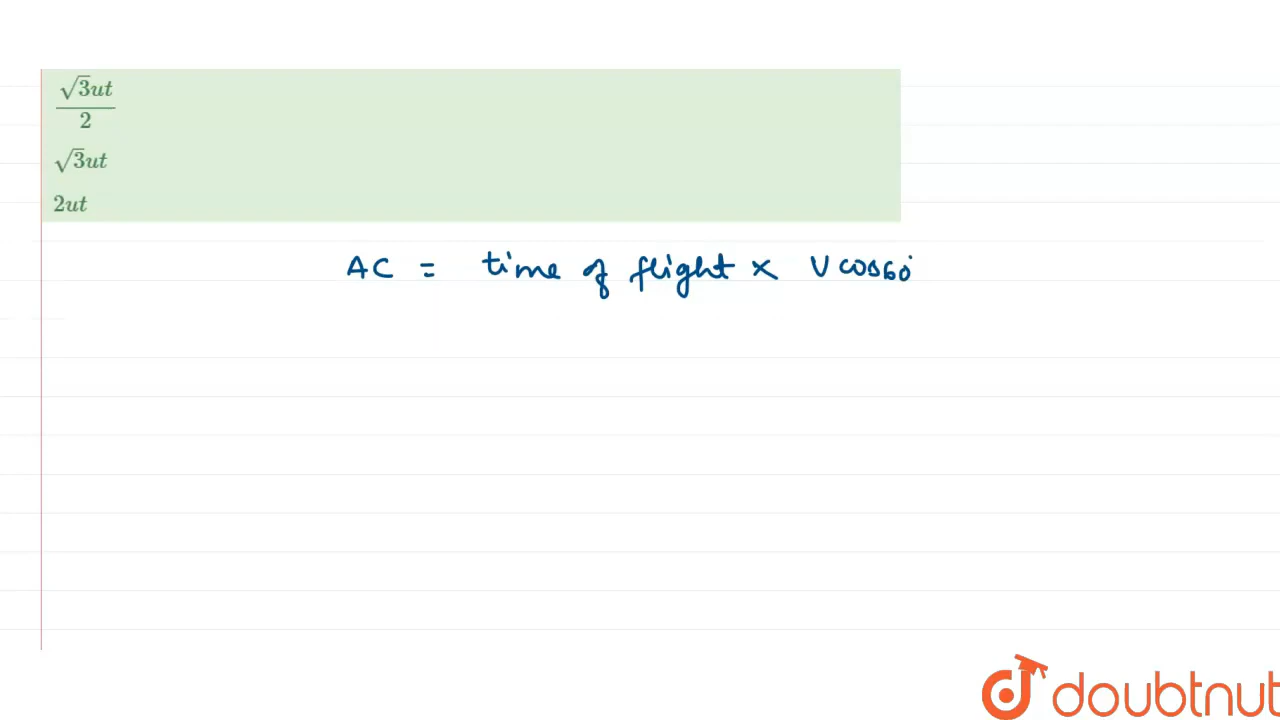 √3ut
2
√3ut
2ut
AC = time of flight × V cos60°
doubtnut